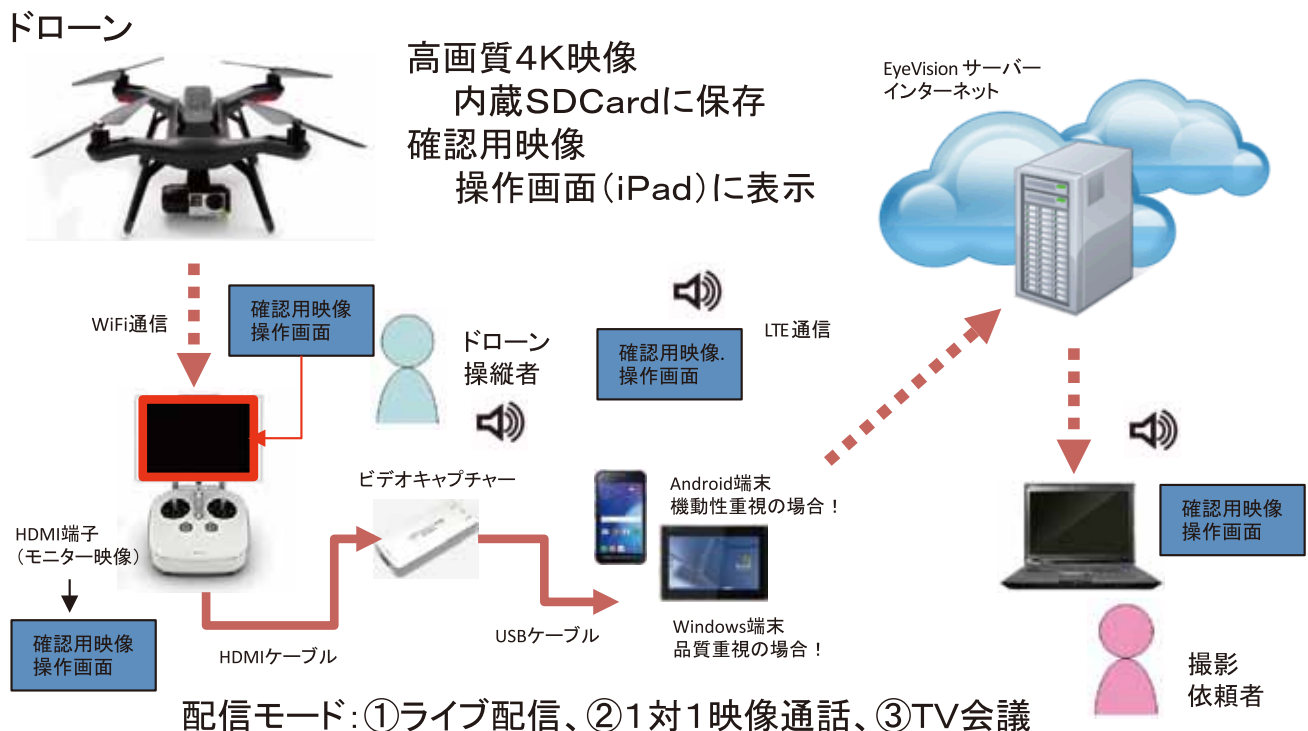 ドローン
高画質4K映像
内蔵SDCardに保存
確認用映像
操作画面(iPad)に表示
EyeVision サーバー
インターネット
WiFi通信
確認用映像
操作画面
ドローン
操縦者
確認用映像.
操作画面
LTE通信
ビデオキャプチャー
Android端末
機動性重視の場合！
確認用映像
操作画面
HDMI端子
(モニター映像)
確認用映像
操作画面
HDMIケーブル
USBケーブル
Windows端末
品質重視の場合！
撮影
依頼者
配信モード:①ライブ配信、②1対1映像通話、③TV会議